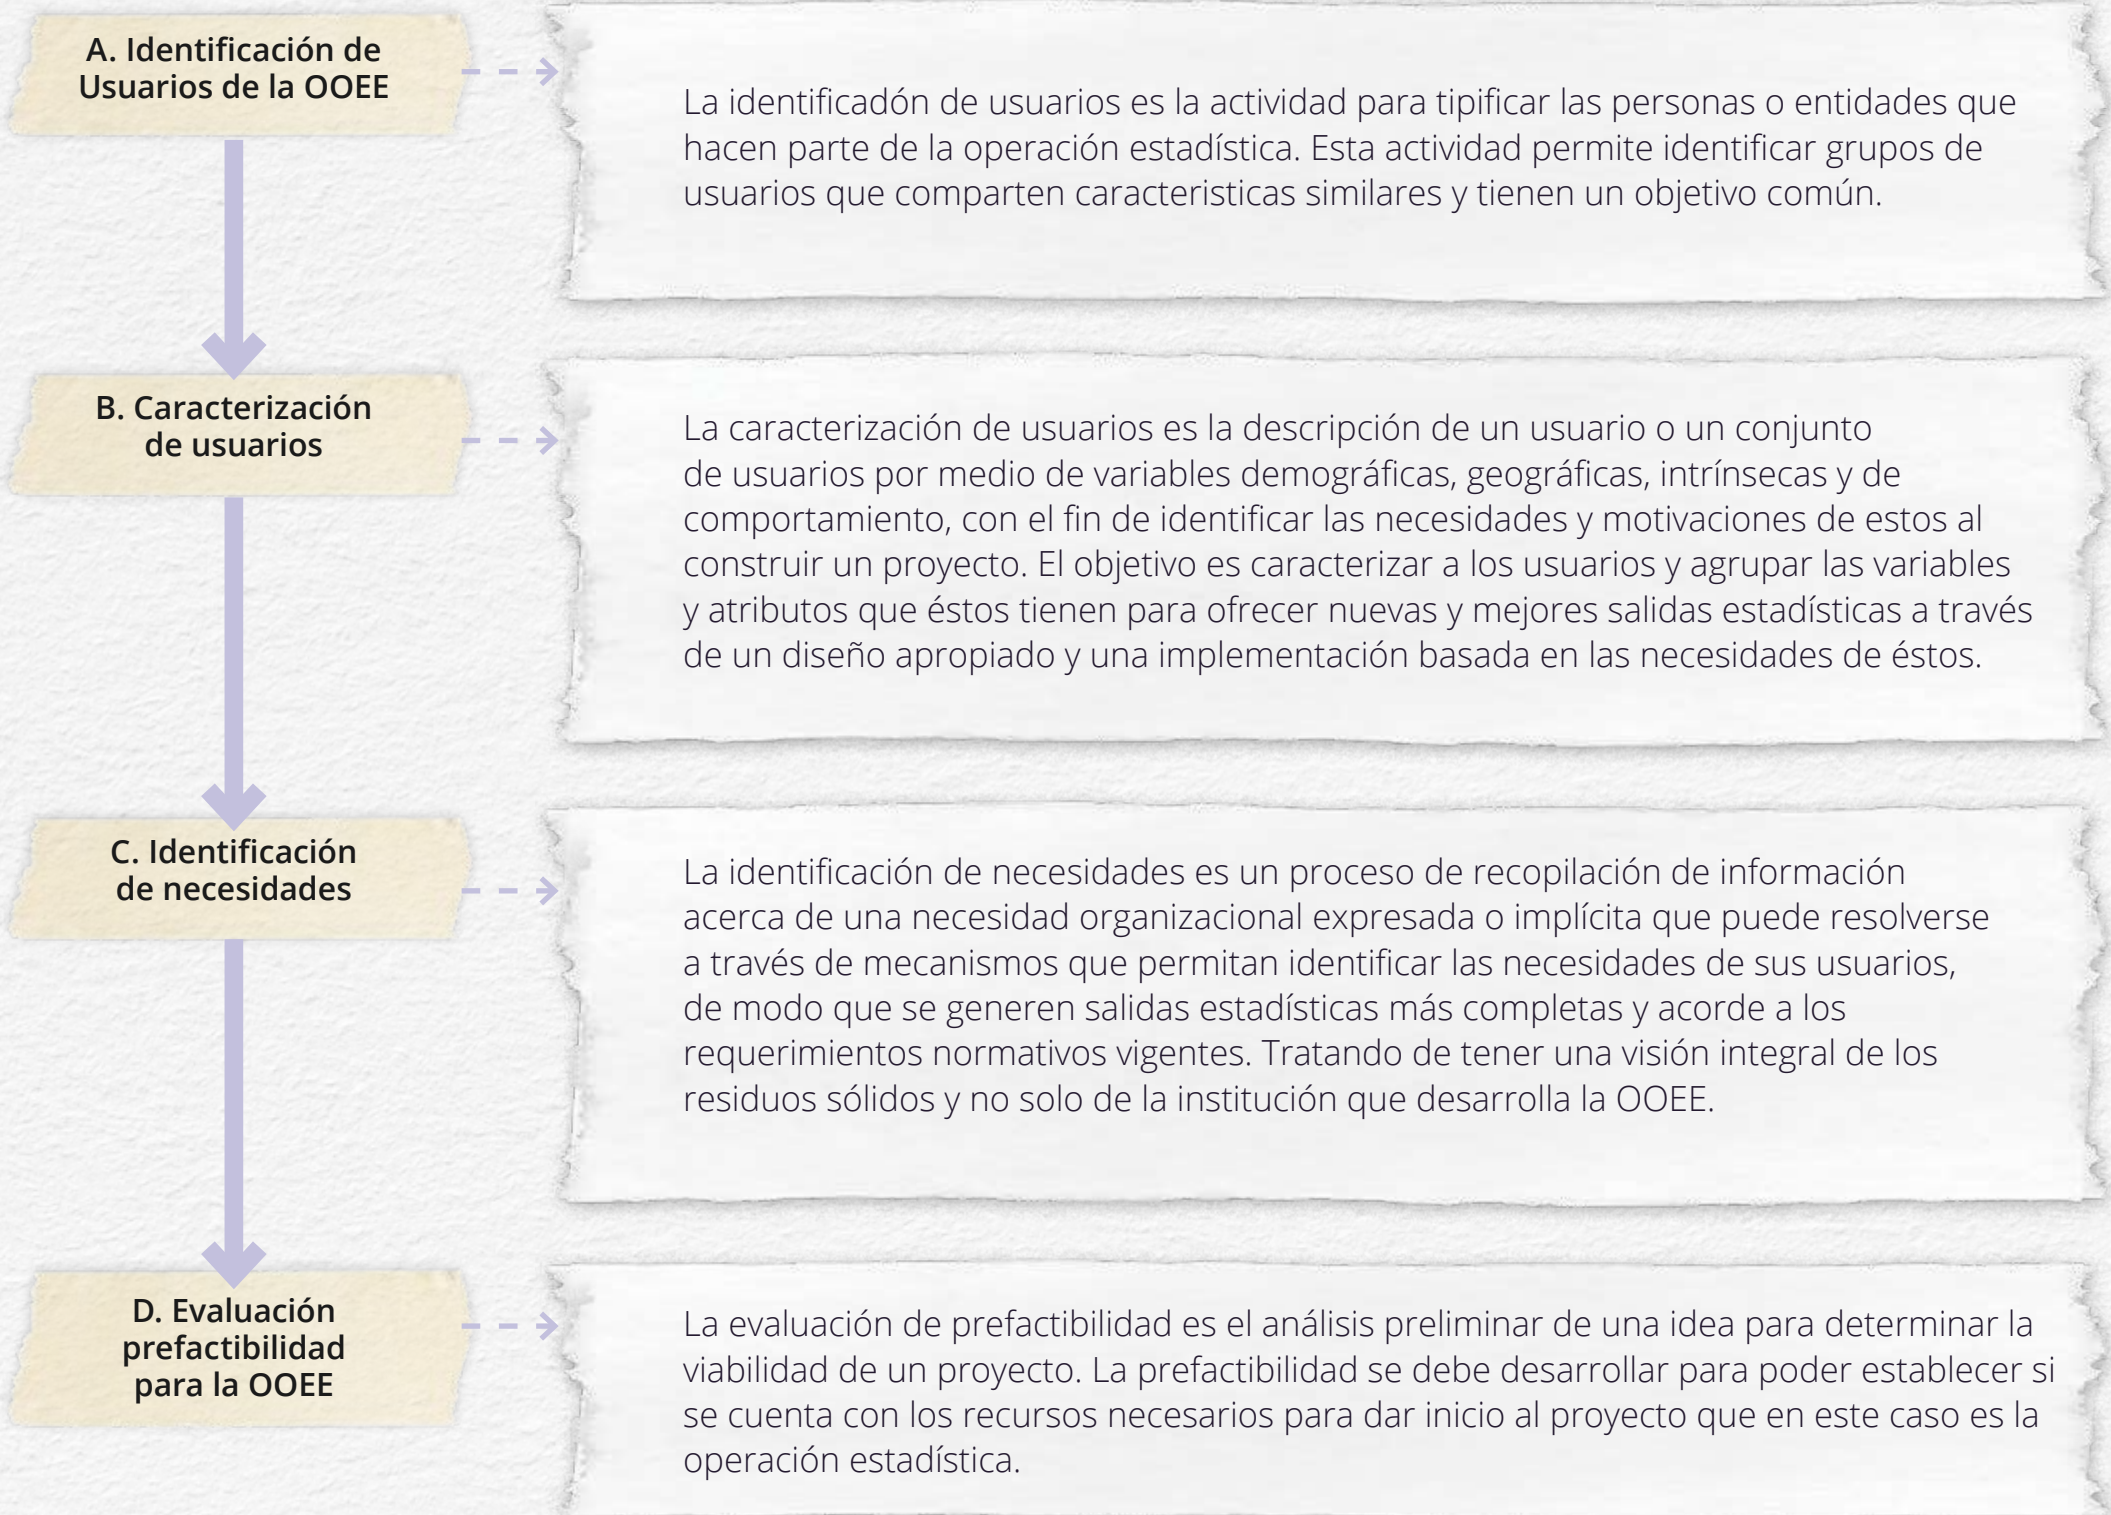 A. Identificación de
Usuarios de la OOEE
La identificadón de usuarios es la actividad para tipificar las personas o entidades que
hacen parte de la operación estadística. Esta actividad permite identificar grupos de
usuarios que comparten caracteristicas similares y tienen un objetivo común.
B. Caracterización
de usuarios
La caracterización de usuarios es la descripción de un usuario o un conjunto
de usuarios por medio de variables demográficas, geográficas, intrínsecas y de
comportamiento, con el fin de identificar las necesidades y motivaciones de estos al
construir un proyecto. El objetivo es caracterizar a los usuarios y agrupar las variables
y atributos que éstos tienen para ofrecer nuevas y mejores salidas estadísticas a través
de un diseño apropiado y una implementación basada en las necesidades de éstos.
C. Identificación
de necesidades
La identificación de necesidades es un proceso de recopilación de información
acerca de una necesidad organizacional expresada o implícita que puede resolverse
a través de mecanismos que permitan identificar las necesidades de sus usuarios,
de modo que se generen salidas estadísticas más completas y acorde a los
requerimientos normativos vigentes. Tratando de tener una visión integral de los
residuos sólidos y no solo de la institución que desarrolla la OOEE.
D. Evaluación
prefactibilidad
para la OOEE
La evaluación de prefactibilidad es el análisis preliminar de una idea para determinar la
viabilidad de un proyecto. La prefactibilidad se debe desarrollar para poder establecer si
se cuenta con los recursos necesarios para dar inicio al proyecto que en este caso es la
operación estadística.